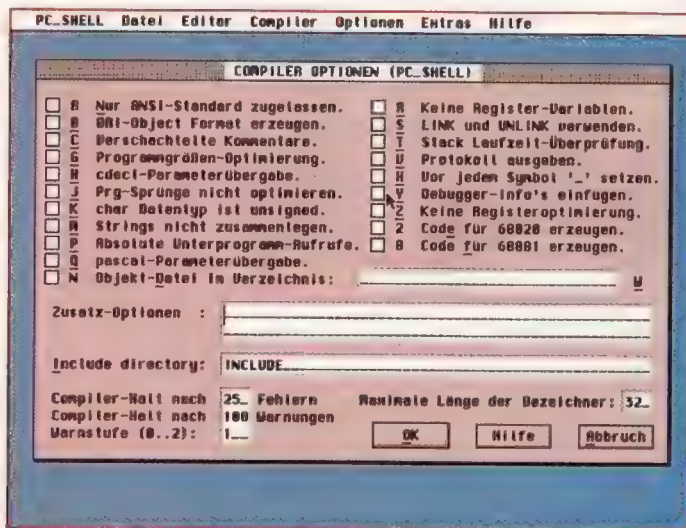 PC_SHELL Datei Editor Compiler Optionen Extras Hilfe
COMPILER OPTIONEN (PC_SHELL)
A Nur ANSI-Standard zugelassen.
B DRI-Object Format erzeugen.
C Verschachtelte Kommentare.
G Programmgrößen-Optimierung.
H cdecl-Parameterübergabe.
J Prg-Sprünge nicht optimieren.
K char Datentyp ist unsigned.
M Strings nicht zusammenlegen.
P Absolute Unterprogramm-Aufrufe.
Q pascal-Parameterübergabe.
N Objekt-Datei in Verzeichnis:
R Keine Register-Variablen.
S LINK und UNLINK verwenden.
T Stack Laufzeit-Überprüfung.
V Protokoll ausgeben.
W Vor jedem Symbol '_' setzen.
Y Debugger-Info's einfügen.
Z Keine Registeroptimierung.
2 Code für 68020 erzeugen.
8 Code für 68881 erzeugen.
W
Zusatz-Optionen :
Include directory: INCLUDE
Compiler-Halt nach 25_ Fehlern
Maximale Länge der Bezeichner: 32_
Compiler-Halt nach 100 Warnungen
Warnstufe (0..2): 1__
OK Hilfe Abbruch